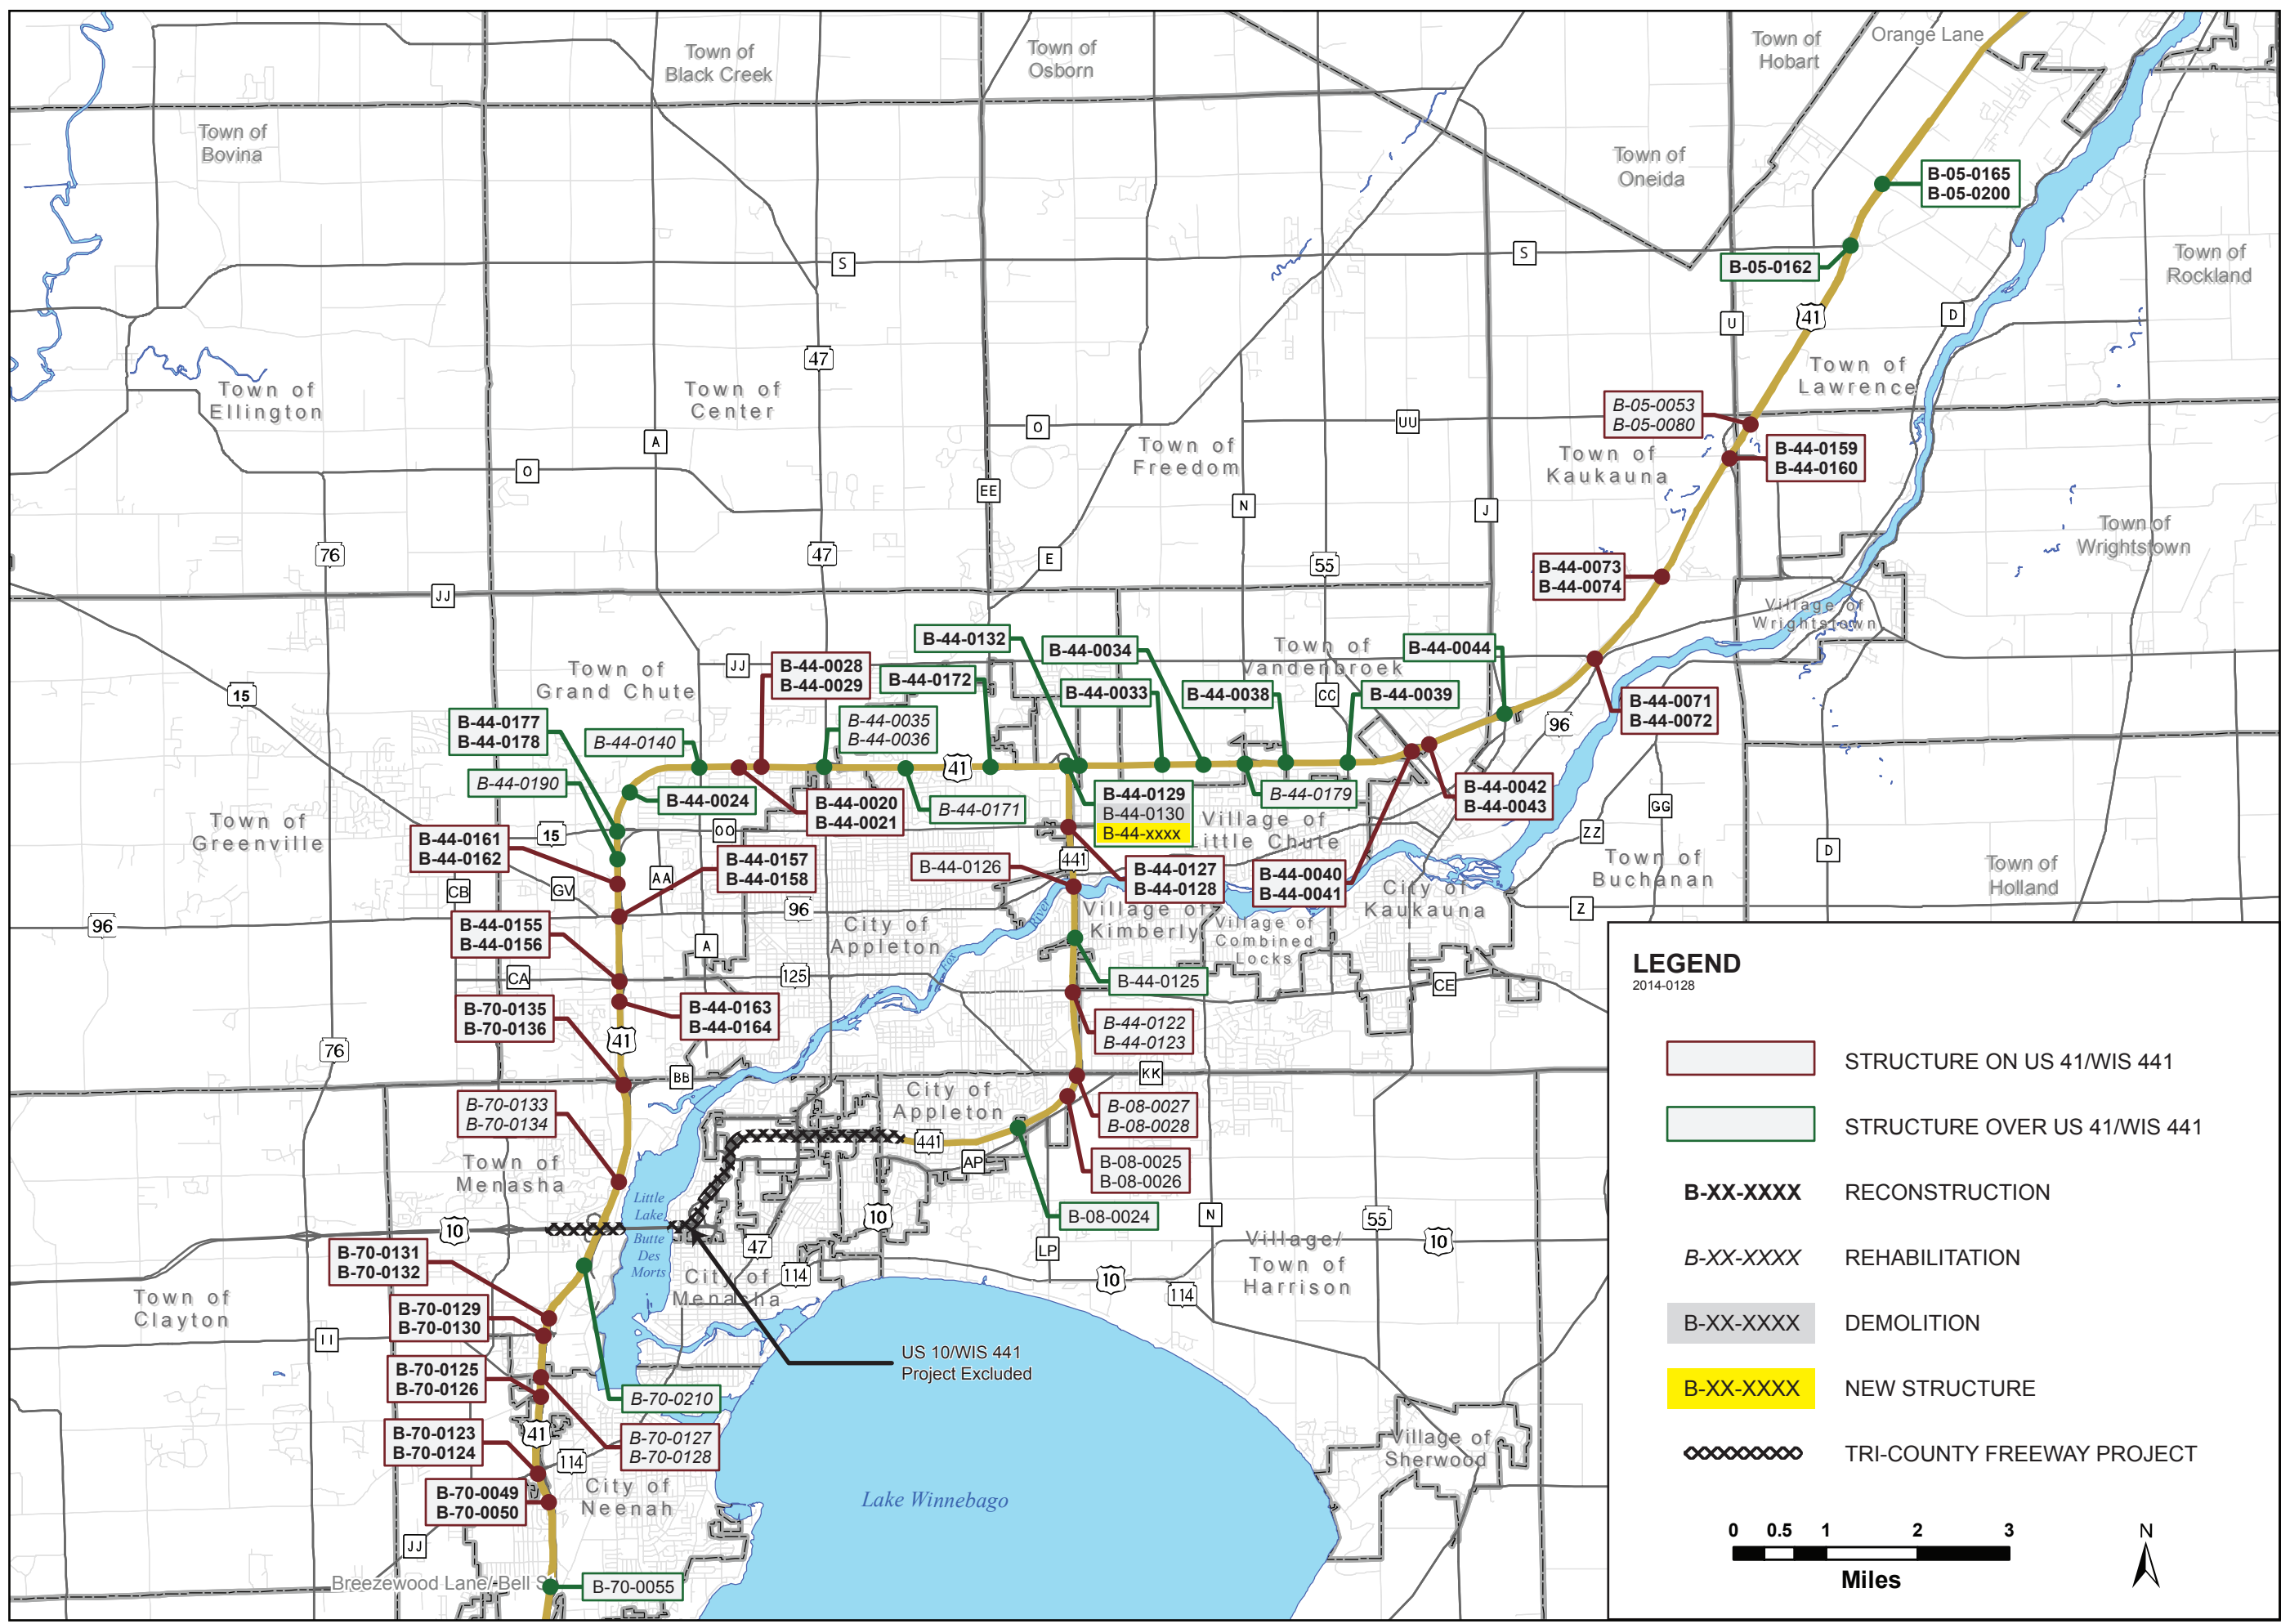 Town of
Black Creek
Town of
Osborn
Town of
Hobart
Orange Lane
Town of
Bovina
Town of
Oneida
B-05-0165
B-05-0200
S
S
B-05-0162
Town of
Rockland
41
U
D
47
Town of
Ellington
Town of
Center
Town of
Lawrence
B-05-0053
B-05-0080
A
O
O
UU
Town of
Freedom
Town of
Kaukauna
B-44-0159
B-44-0160
EE
N
J
76
47
E
55
Town of
Wrightstown
B-44-0073
B-44-0074
JJ
Village of
Wrightstown
B-44-0132
B-44-0034
Town of
Vandenbroek
B-44-0044
Town of
Grand Chute
JJ
B-44-0028
B-44-0029
B-44-0172
B-44-0033
B-44-0038
CC
B-44-0039
15
B-44-0071
B-44-0072
96
B-44-0177
B-44-0178
B-44-0140
B-44-0035
B-44-0036
41
B-44-0190
B-44-0024
B-44-0020
B-44-0021
B-44-0171
B-44-0129
B-44-0130
B-44-xxxx
B-44-0179
B-44-0042
B-44-0043
GG
Town of
Greenville
15
OO
Village of
Little Chute
ZZ
D
B-44-0161
B-44-0162
B-44-0157
B-44-0158
B-44-0126
441
B-44-0127
B-44-0128
B-44-0040
B-44-0041
Town of
Buchanan
Town of
Holland
CB
GV
AA
City of
Kaukauna
96
96
Z
B-44-0155
B-44-0156
City of
Appleton
A
River
Fox
Village of
Kimberly
Village of
Combined
Locks
CA
125
B-44-0125
CE
B-70-0135
B-70-0136
B-44-0163
B-44-0164
B-44-0122
B-44-0123
41
76
BB
KK
B-70-0133
B-70-0134
City of
Appleton
B-08-0027
B-08-0028
441
AP
B-08-0025
B-08-0026
Town of
Menasha
Little
Lake
Butte
Des
Morts
10
10
B-08-0024
N
55
10
B-70-0131
B-70-0132
47
114
City of
Menasha
LP
10
114
Village/
Town of
Harrison
Town of
Clayton
B-70-0129
B-70-0130
II
US 10/WIS 441
Project Excluded
B-70-0125
B-70-0126
B-70-0210
B-70-0123
B-70-0124
41
114
B-70-0127
B-70-0128
Village of
Sherwood
B-70-0049
B-70-0050
City of
Neenah
Lake Winnebago
JJ
Breezewood Lane/ Bell S
B-70-0055
LEGEND
2014-0128
STRUCTURE ON US 41/WIS 441
STRUCTURE OVER US 41/WIS 441
B-XX-XXXX RECONSTRUCTION
B-XX-XXXX REHABILITATION
B-XX-XXXX DEMOLITION
B-XX-XXXX NEW STRUCTURE
TRI-COUNTY FREEWAY PROJECT
0 0.5 1 2 3
Miles
N